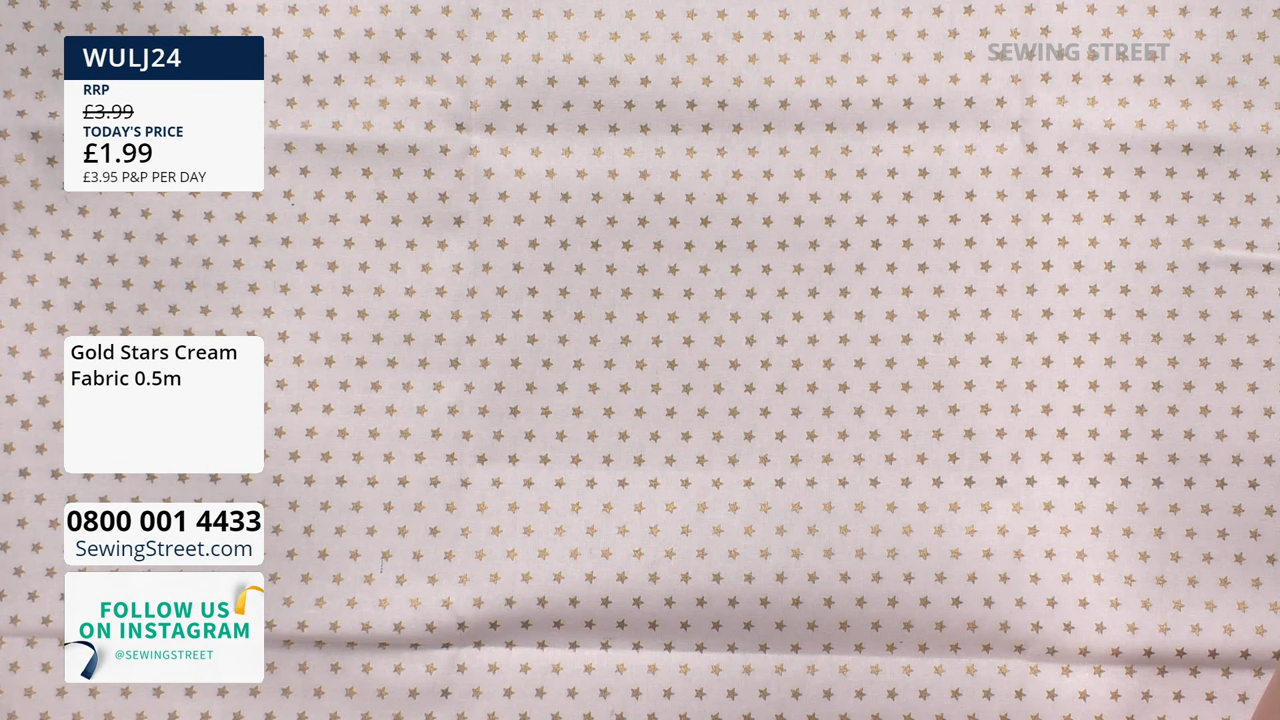 WULJ24
RRP
£3.99
TODAY'S PRICE
£1.99
£3.95 P&P PER DAY
SEWING STREET
Gold Stars Cream
Fabric 0.5m
0800 001 4433
SewingStreet.com
FOLLOW US
ON INSTAGRAM
@SEWINGSTREET